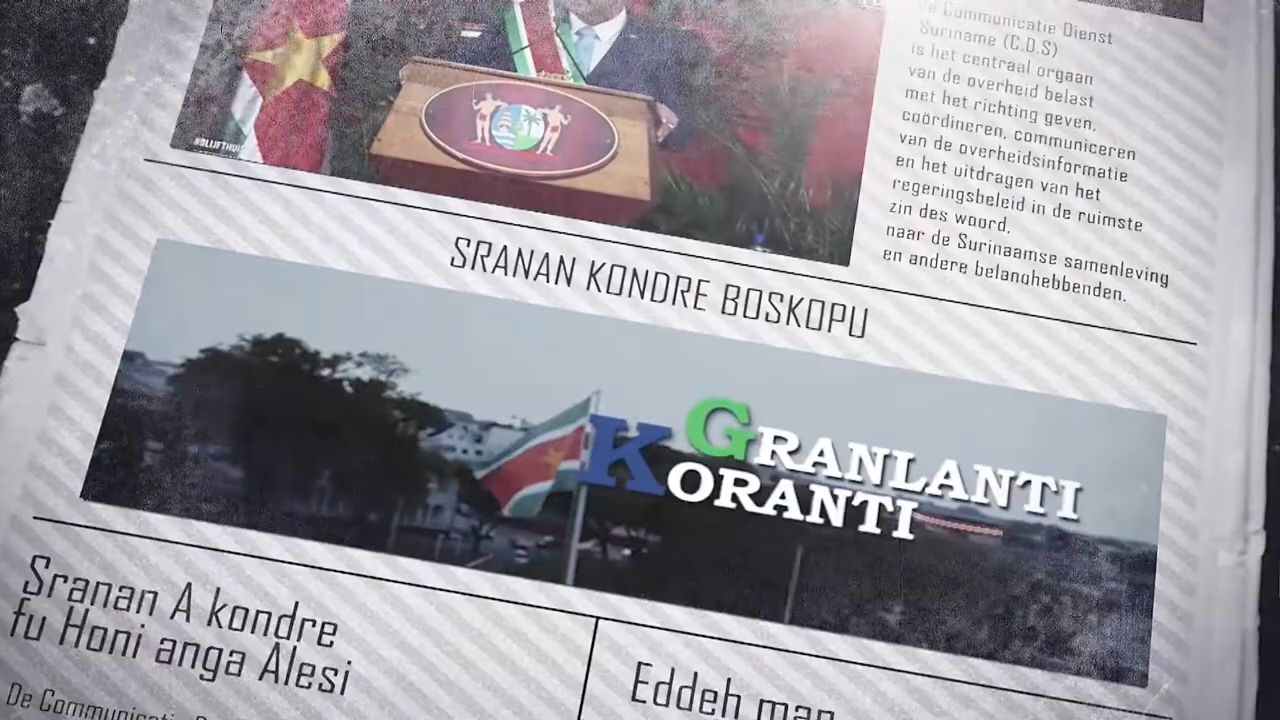 De Communicatie Dienst
Suriname (C.D.S)
is het centraal orgaan
van de overheid belast
met het richting geven,
coördineren, communiceren
van de overheidsinformatie
en het uitdragen van het
regeringsbeleid in de ruimste
zin des woord.
naar de Surinaamse samenleving
en andere belanghebbenden.
SRANAN KONDRE BOSKOPU
GRANLANTI
KORANTI
Sranan A kondre
fu Honi anga Alesi
De
Eddeh man